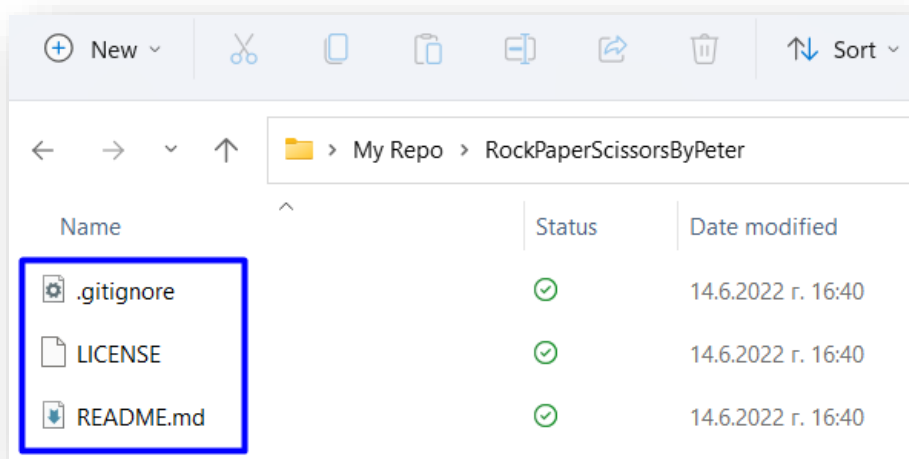 New Sort
My Repo > RockPaperScissorsByPeter
Name Status Date modified
.gitignore 14.6.2022 г. 16:40
LICENSE 14.6.2022 г. 16:40
README.md 14.6.2022 г. 16:40